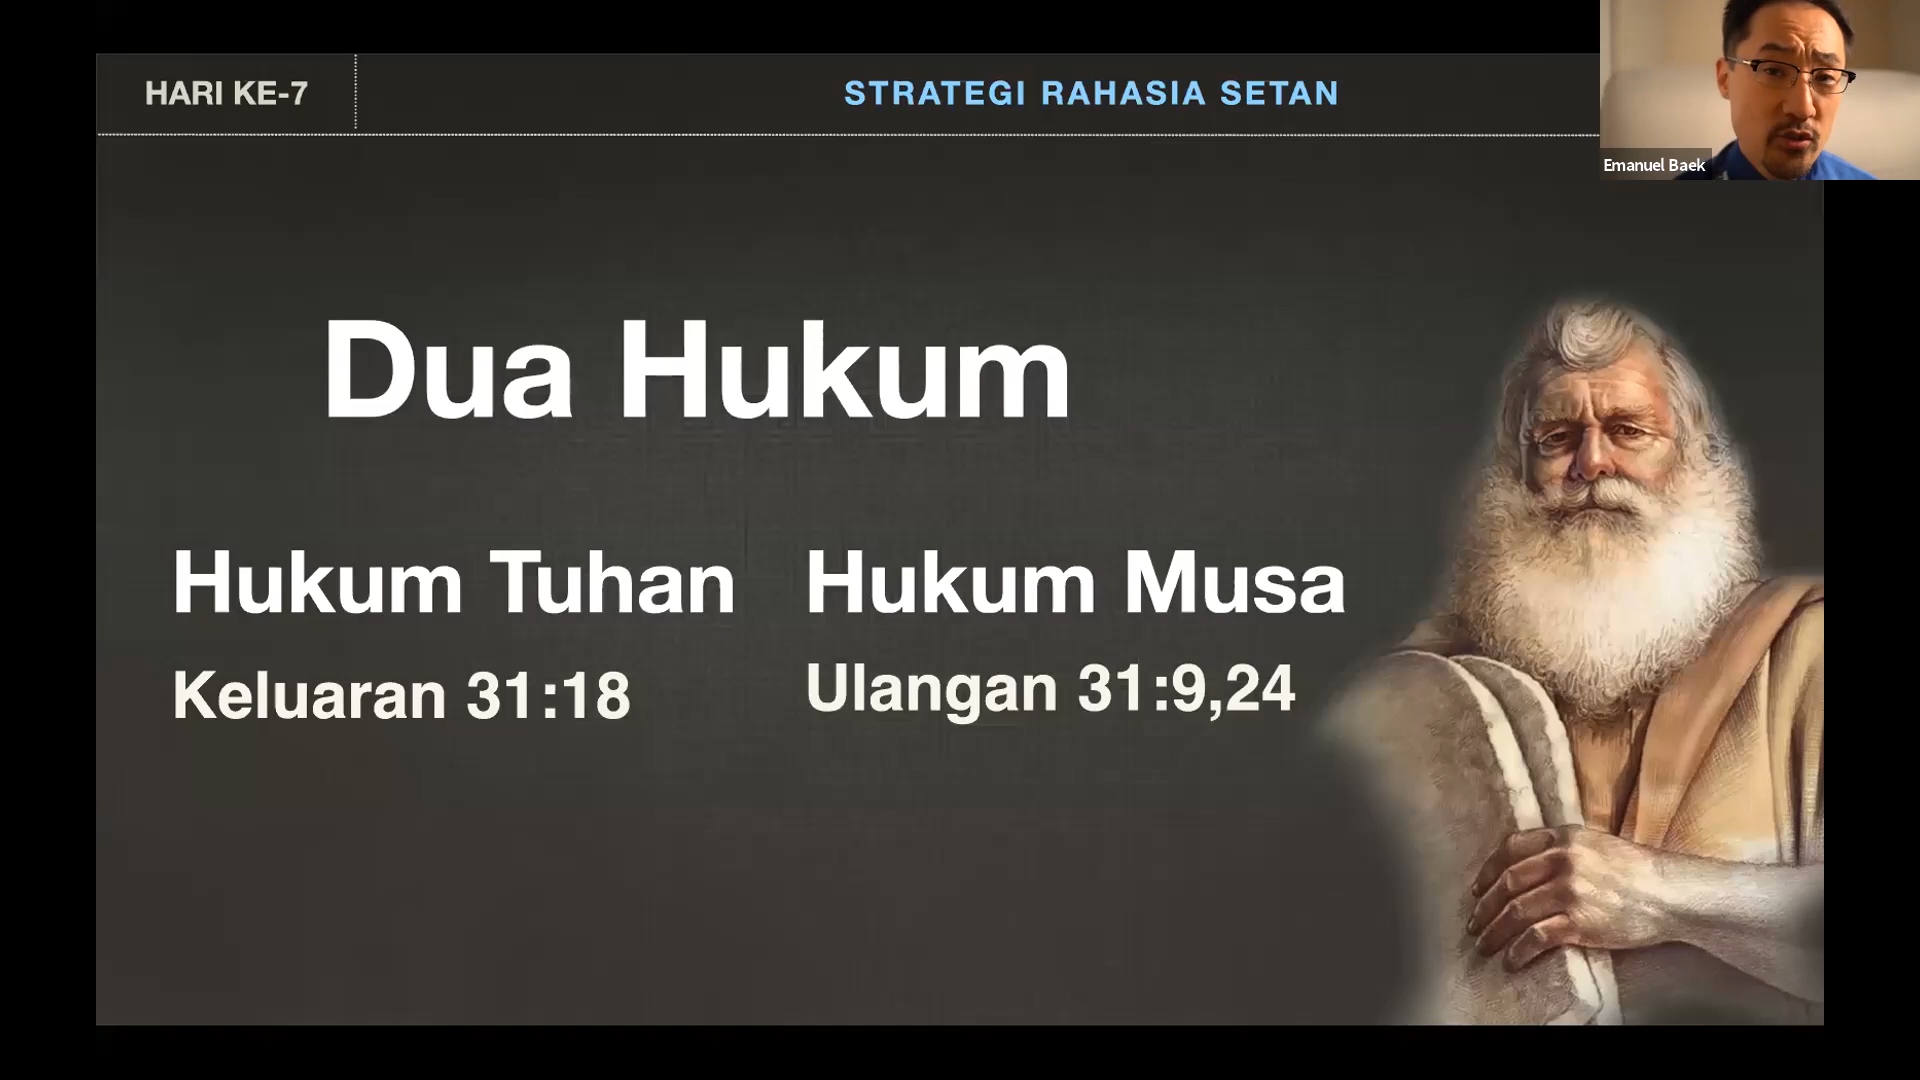 HARI KE-7
STRATEGI RAHASIA SETAN
Emanuel Baek
Dua Hukum
Hukum Tuhan
Keluaran 31:18
Hukum Musa
Ulangan 31:9,24